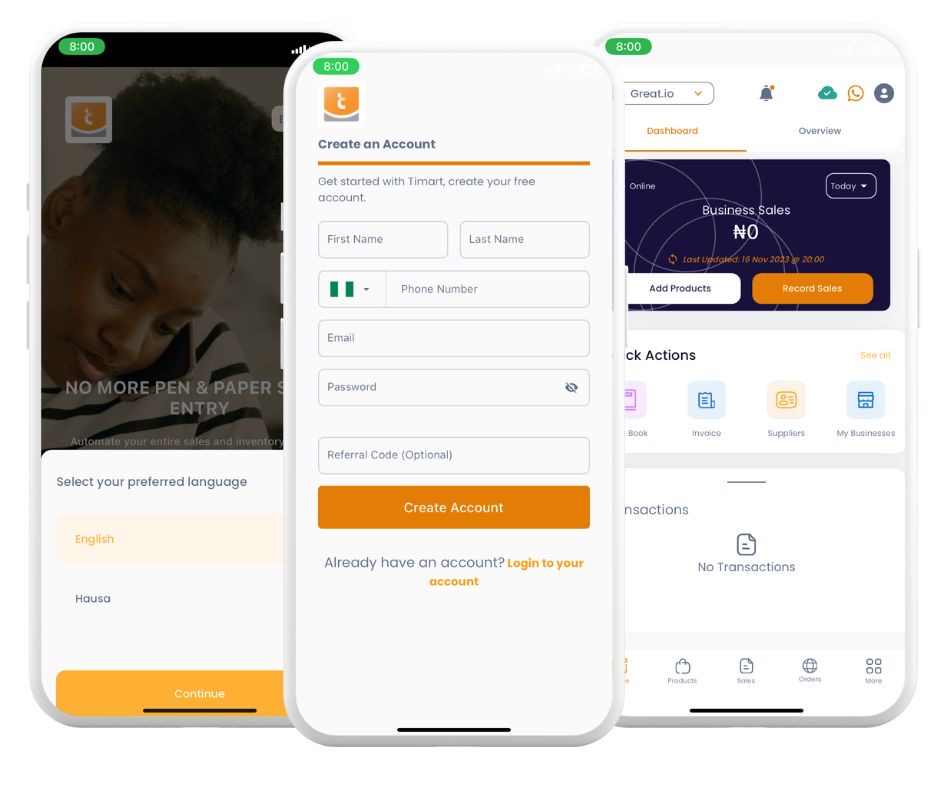 8:00
NO MORE PEN & PAPER S
ENTRY
Automate your entire sales and inventory
Select your preferred language
English
Hausa
Continue
8:00
t
Create an Account
Get started with Timart, create your free
account.
First Name
Last Name
Phone Number
Email
Password
Referral Code (Optional)
Create Account
Already have an account? Login to your
account
8:00
Great.io
Dashboard
Overview
Online
Today
Business Sales
₦0
Last Updated: 16 Nov 2023 @ 20:00
Add Products
Record Sales
ck Actions
See all
Book
Invoice
Suppliers
My Businesses
nsactions
No Transactions
Products
Sales
Orders
More